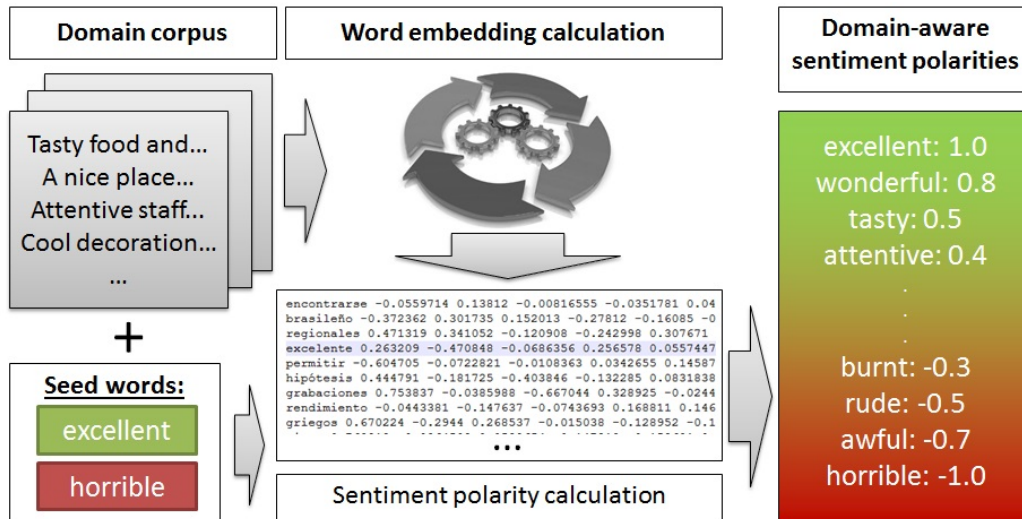 Domain corpus
Word embedding calculation
Domain-aware
sentiment polarities
Tasty food and...
A nice place...
Attentive staff...
Cool decoration...
...
+
Seed words:
excellent
horrible
encontrarse -0.0559714 0.13812 -0.00816555 -0.0351781 0.04
brasileño -0.372362 0.301735 0.152013 -0.27812 -0.16085 -0
regionales 0.471319 0.341052 -0.120908 -0.242998 0.307671
excelente 0.263209 -0.470848 -0.0686356 0.256578 0.0557447
permitir -0.604705 -0.0722821 -0.0108363 0.0342655 0.14587
hipótesis 0.444791 -0.181725 -0.403846 -0.132285 0.0831838
grabaciones 0.753837 -0.0385988 -0.667044 0.328925 -0.0244
rendimiento -0.0443381 -0.147637 -0.0743693 0.168811 0.146
griegos 0.670224 -0.2944 0.268537 -0.015038 -0.128952 -0.1
...
Sentiment polarity calculation
excellent: 1.0
wonderful: 0.8
tasty: 0.5
attentive: 0.4
.
.
.
burnt: -0.3
rude: -0.5
awful: -0.7
horrible: -1.0